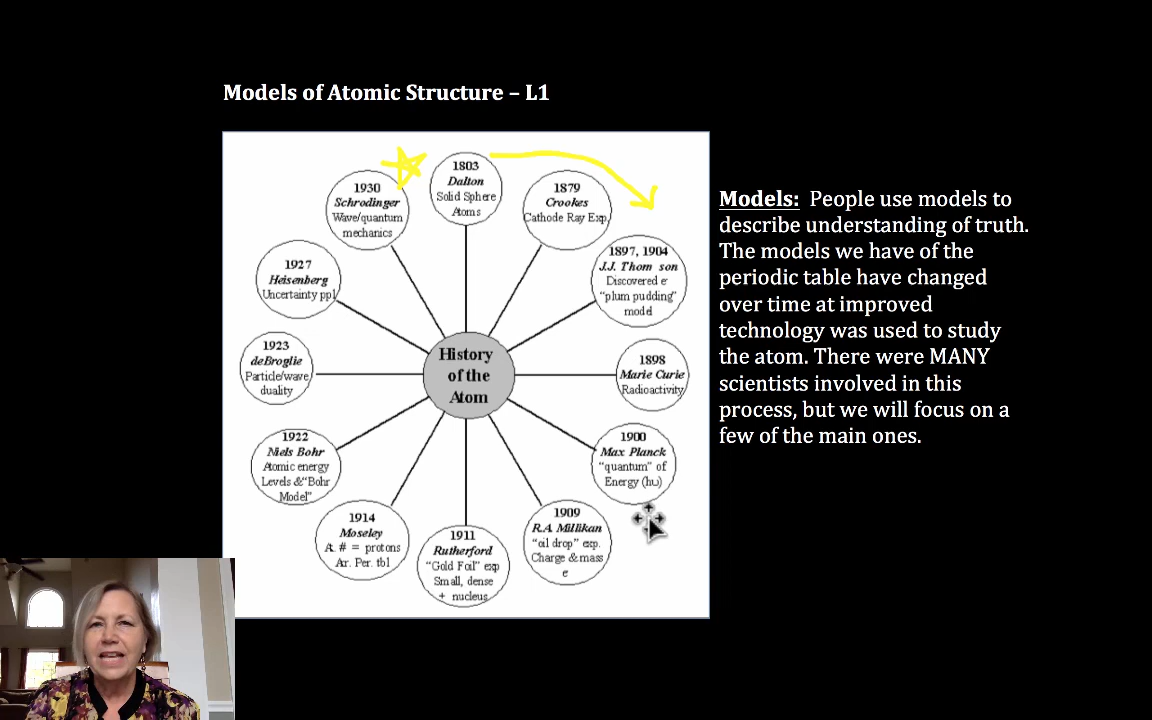 Models of Atomic Structure – L1
1803
Dalton
Solid Sphere
Atoms
1879
Crookes
Cathode Ray Exp.
1897, 1904
J.J. Thom son
Discovered e-
"plum pudding"
model
1898
Marie Curie
Radioactivity
1900
Max Planck
"quantum" of
Energy (hυ)
1909
R.A. Millikan
"oil drop" exp.
Charge & mass
e-
1911
Rutherford
"Gold Foil" exp
Small, dense
+ nucleus
1914
Moseley
At. # = protons
Arr. Per. tbl
1922
Niels Bohr
Atomic energy
Levels &"Bohr
Model"
1923
deBroglie
Particle/wave
duality
1927
Heisenberg
Uncertainty ppl
1930
Schrodinger
Wave/quantum
mechanics
History
of the
Atom
Models: People use models to
describe understanding of truth.
The models we have of the
periodic table have changed
over time at improved
technology was used to study
the atom. There were MANY
scientists involved in this
process, but we will focus on a
few of the main ones.